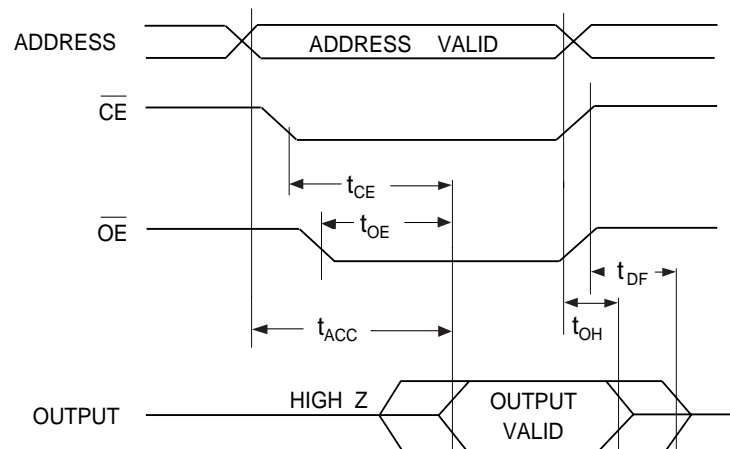 ADDRESS
ADDRESS VALID
CE
tCE
tOE
OE
tDF
tACC
tOH
HIGH Z
OUTPUT
OUTPUT
VALID